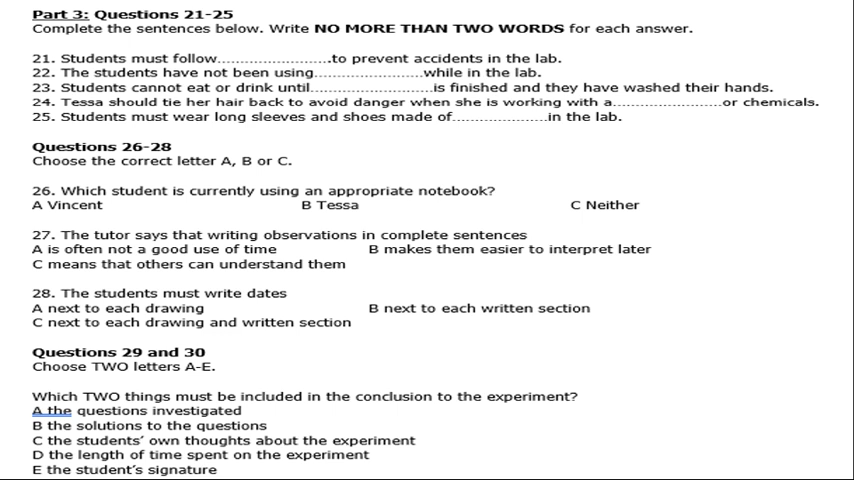 Part 3: Questions 21-25
Complete the sentences below. Write NO MORE THAN TWO WORDS for each answer.
21. Students must follow..........................to prevent accidents in the lab.
22. The students have not been using.........................while in the lab.
23. Students cannot eat or drink until............................is finished and they have washed their hands.
24. Tessa should tie her hair back to avoid danger when she is working with a.........................or chemicals.
25. Students must wear long sleeves and shoes made of......................in the lab.
Questions 26-28
Choose the correct letter A, B or C.
26. Which student is currently using an appropriate notebook?
A Vincent B Tessa C Neither
27. The tutor says that writing observations in complete sentences
A is often not a good use of time B makes them easier to interpret later
C means that others can understand them
28. The students must write dates
A next to each drawing B next to each written section
C next to each drawing and written section
Questions 29 and 30
Choose TWO letters A-E.
Which TWO things must be included in the conclusion to the experiment?
A the questions investigated
B the solutions to the questions
C the students’ own thoughts about the experiment
D the length of time spent on the experiment
E the student’s signature